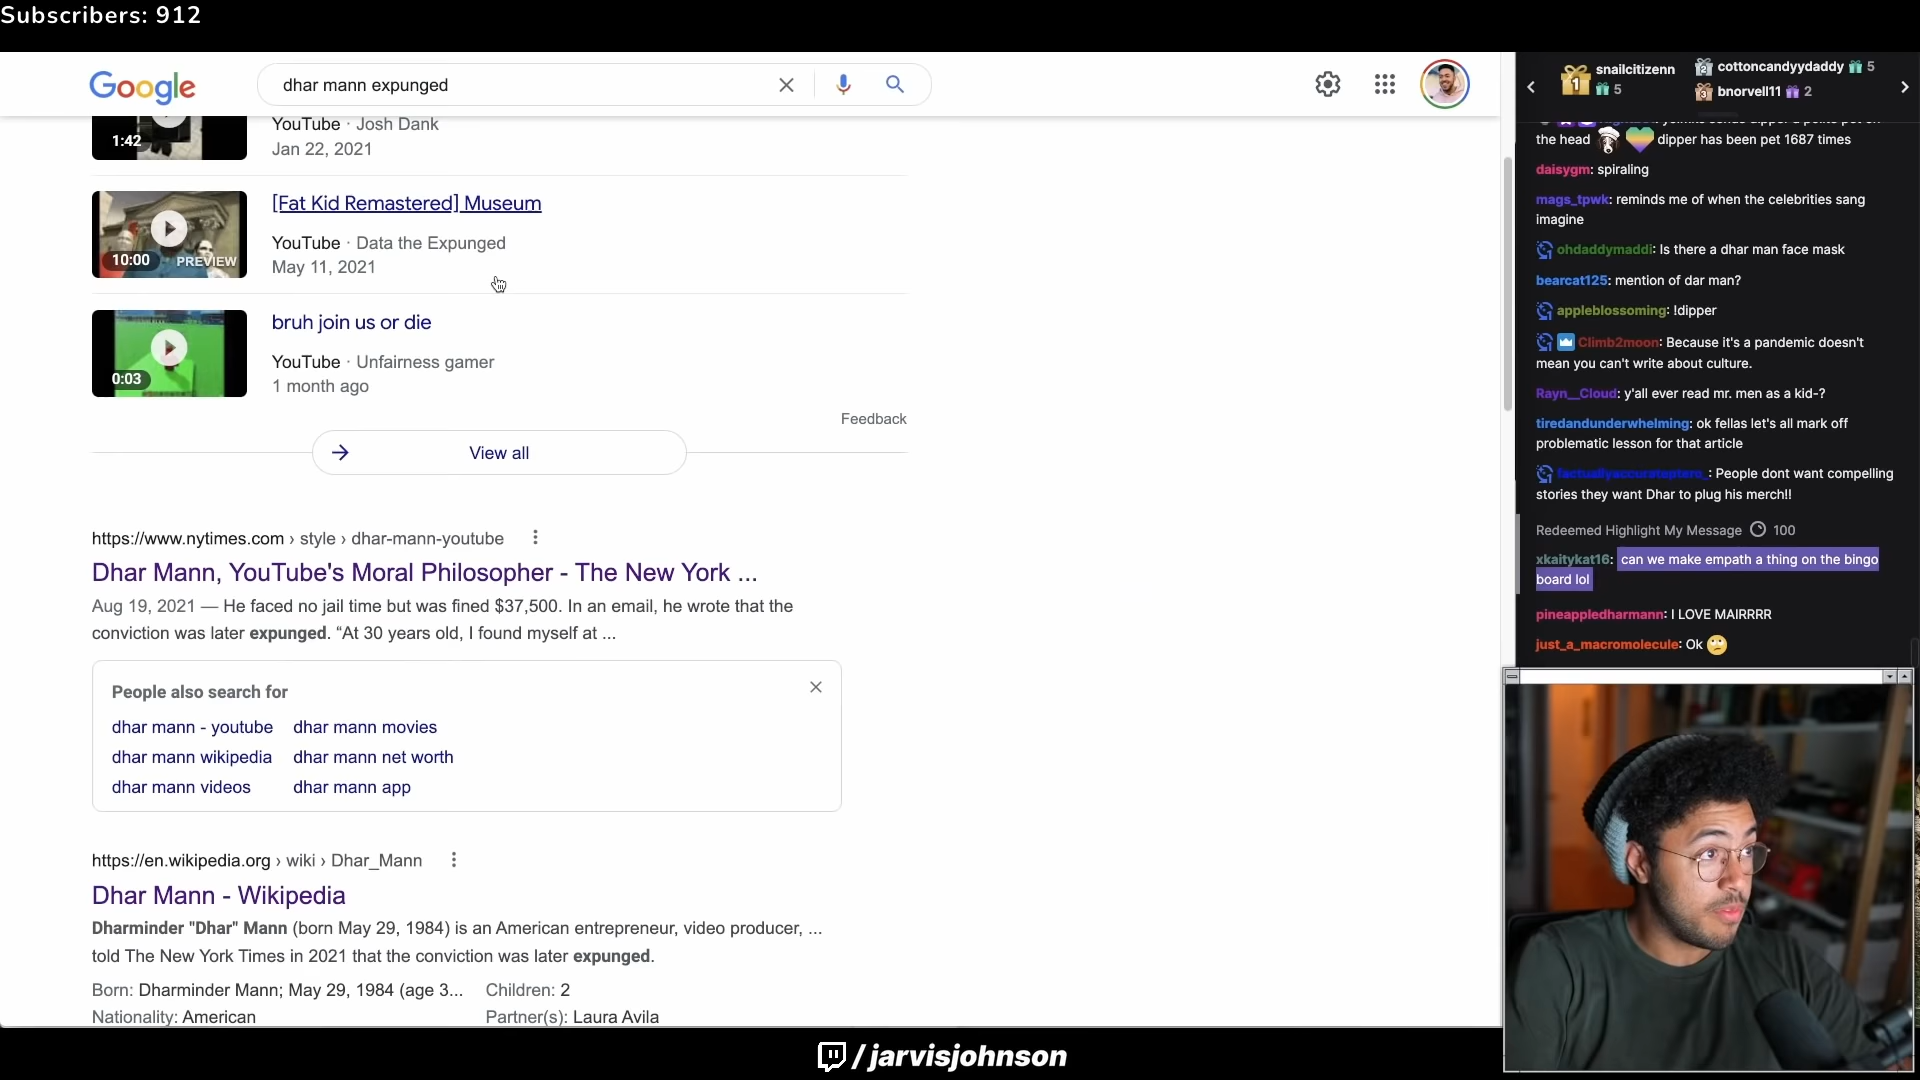 Subscribers: 912
Google
dhar mann expunged
1:42
YouTube · Josh Dank
Jan 22, 2021
[Fat Kid Remastered] Museum
10:00
PREVIEW
YouTube · Data the Expunged
May 11, 2021
bruh join us or die
0:03
YouTube · Unfairness gamer
1 month ago
Feedback
View all
https://www.nytimes.com › style › dhar-mann-youtube
Dhar Mann, YouTube's Moral Philosopher - The New York ...
Aug 19, 2021 — He faced no jail time but was fined $37,500. In an email, he wrote that the
conviction was later expunged. “At 30 years old, I found myself at ...
People also search for
dhar mann - youtube
dhar mann movies
dhar mann wikipedia
dhar mann net worth
dhar mann videos
dhar mann app
https://en.wikipedia.org › wiki › Dhar_Mann
Dhar Mann - Wikipedia
Dharminder "Dhar" Mann (born May 29, 1984) is an American entrepreneur, video producer, ...
told The New York Times in 2021 that the conviction was later expunged.
Born: Dharminder Mann; May 29, 1984 (age 3...
Children: 2
Nationality: American
Partner(s): Laura Avila
1
snailcitizenn
5
2
cottoncandyydaddy 5
3
bnorvell11 2
the head dipper has been pet 1687 times
daisygm: spiraling
mags_tpwk: reminds me of when the celebrities sang
imagine
ohdaddymaddi: Is there a dhar man face mask
bearcat125: mention of dar man?
appleblossoming: !dipper
Climb2moon: Because it's a pandemic doesn't
mean you can't write about culture.
Rayn__Cloud: y'all ever read mr. men as a kid-?
tiredandunderwhelming: ok fellas let's all mark off
problematic lesson for that article
factuallyaccurateptero_: People dont want compelling
stories they want Dhar to plug his merch!!
Redeemed Highlight My Message 100
xkaitykat16: can we make empath a thing on the bingo
board lol
pineappledharmann: I LOVE MAIRRRR
just_a_macromolecule: Ok
/jarvisjohnson